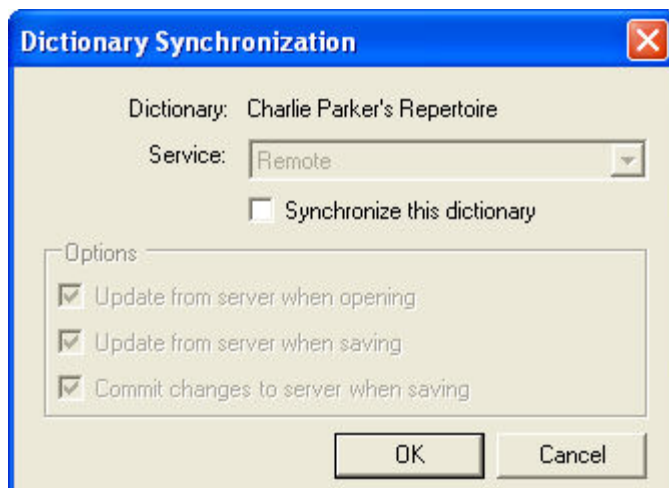 Dictionary Synchronization
Dictionary: Charlie Parker's Repertoire
Service: Remote
Synchronize this dictionary
Options
Update from server when opening
Update from server when saving
Commit changes to server when saving
OK Cancel